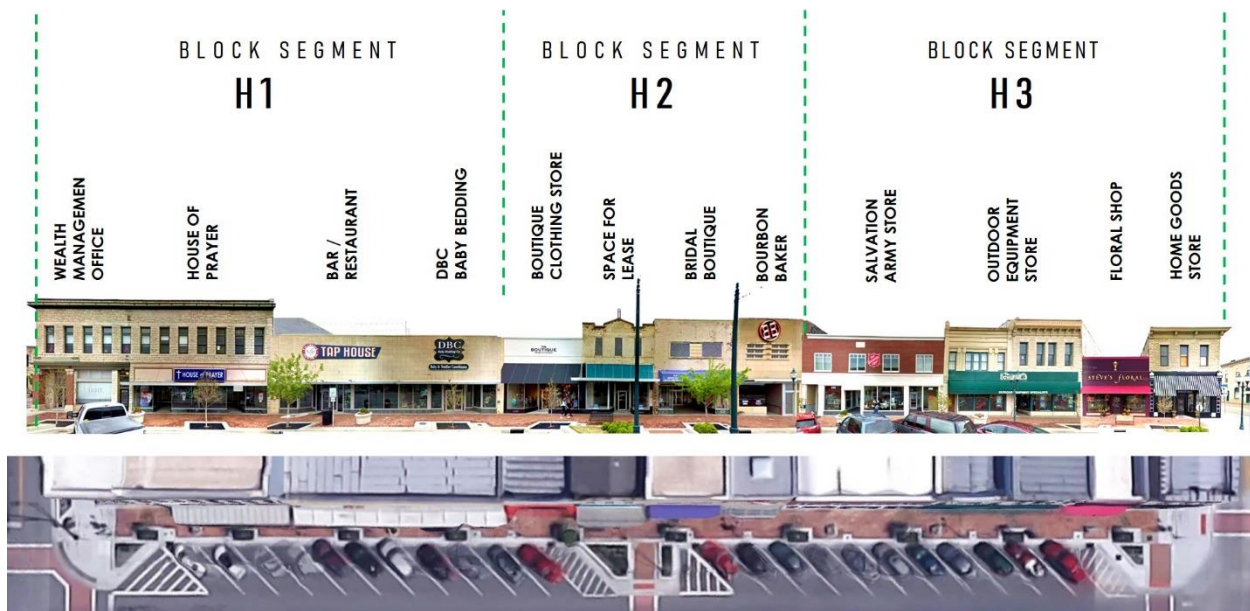 BLOCK SEGMENT
H1
BLOCK SEGMENT
H2
BLOCK SEGMENT
H3
WEALTH
MANAGEMEN
OFFICE
HOUSE OF
PRAYER
BAR /
RESTAURANT
DBC
BABY BEDDING
BOUTIQUE
CLOTHING STORE
SPACE FOR
LEASE
BRIDAL
BOUTIQUE
BOURBON
BAKER
SALVATION
ARMY STORE
OUTDOOR
EQUIPMENT
STORE
FLORAL SHOP
HOME GOODS
STORE
HOUSE OF PRAYER
TAP HOUSE
DBC
BOUTIQUE
STEVE'S FLORAL